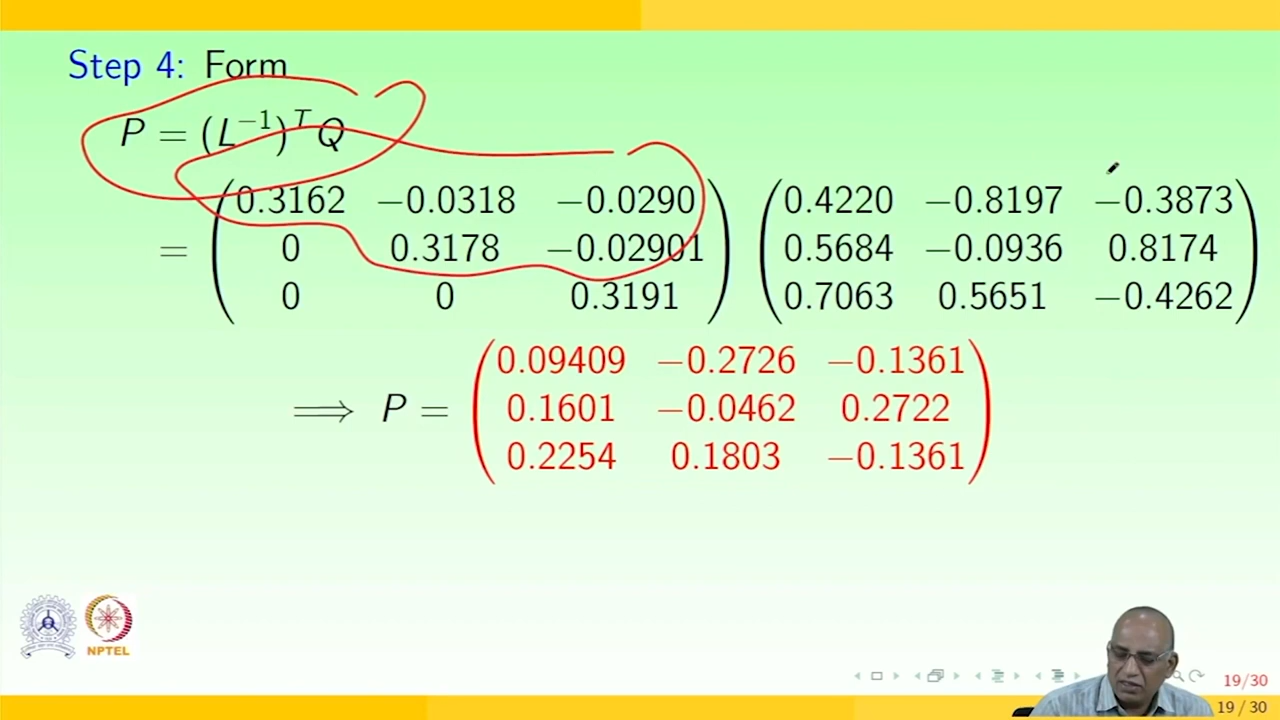 Step 4: Form
P = (L⁻¹)ᵀ Q
= (0.3162 −0.0318 −0.0290) (0.4220 −0.8197 −0.3873)
0 0.3178 −0.02901 0.5684 −0.0936 0.8174
0 0 0.3191 0.7063 0.5651 −0.4262
⟹ P = (0.09409 −0.2726 −0.1361)
0.1601 −0.0462 0.2722
0.2254 0.1803 −0.1361
NPTEL
19/30
19 / 30